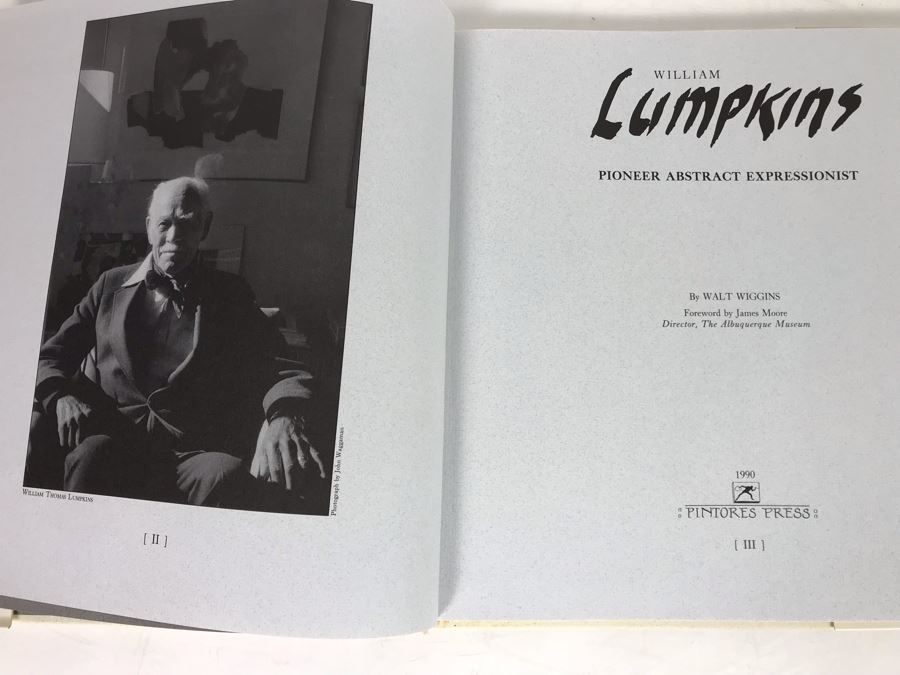 WILLIAM THOMAS LUMPKINS
Photograph by John Waggaman
[ II ]
WILLIAM
Lumpkins
PIONEER ABSTRACT EXPRESSIONIST
By WALT WIGGINS
Foreword by James Moore
Director, The Albuquerque Museum
1990
PINTORES PRESS
[ III ]